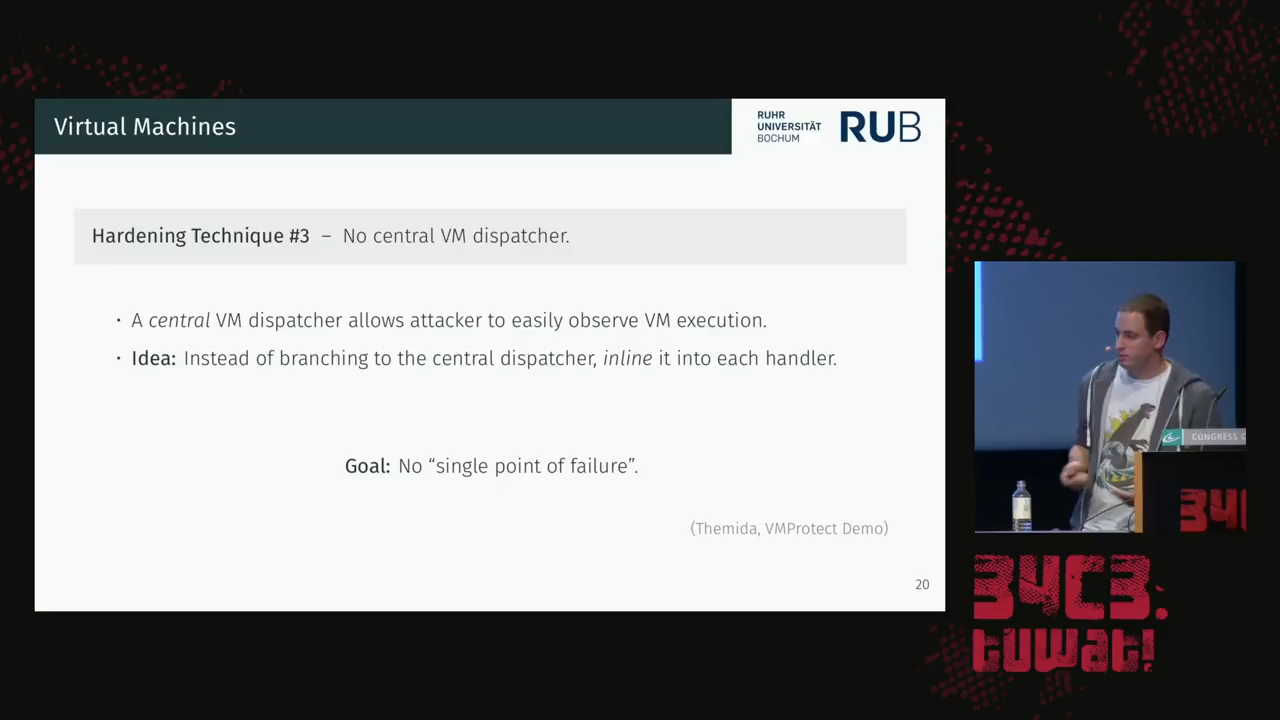 Virtual Machines
RUHR
UNIVERSITÄT
BOCHUM
RUB
Hardening Technique #3 – No central VM dispatcher.
· A central VM dispatcher allows attacker to easily observe VM execution.
· Idea: Instead of branching to the central dispatcher, inline it into each handler.
Goal: No “single point of failure”.
(Themida, VMProtect Demo)
20
CONGRESS C
34C3.
tuwat!
34